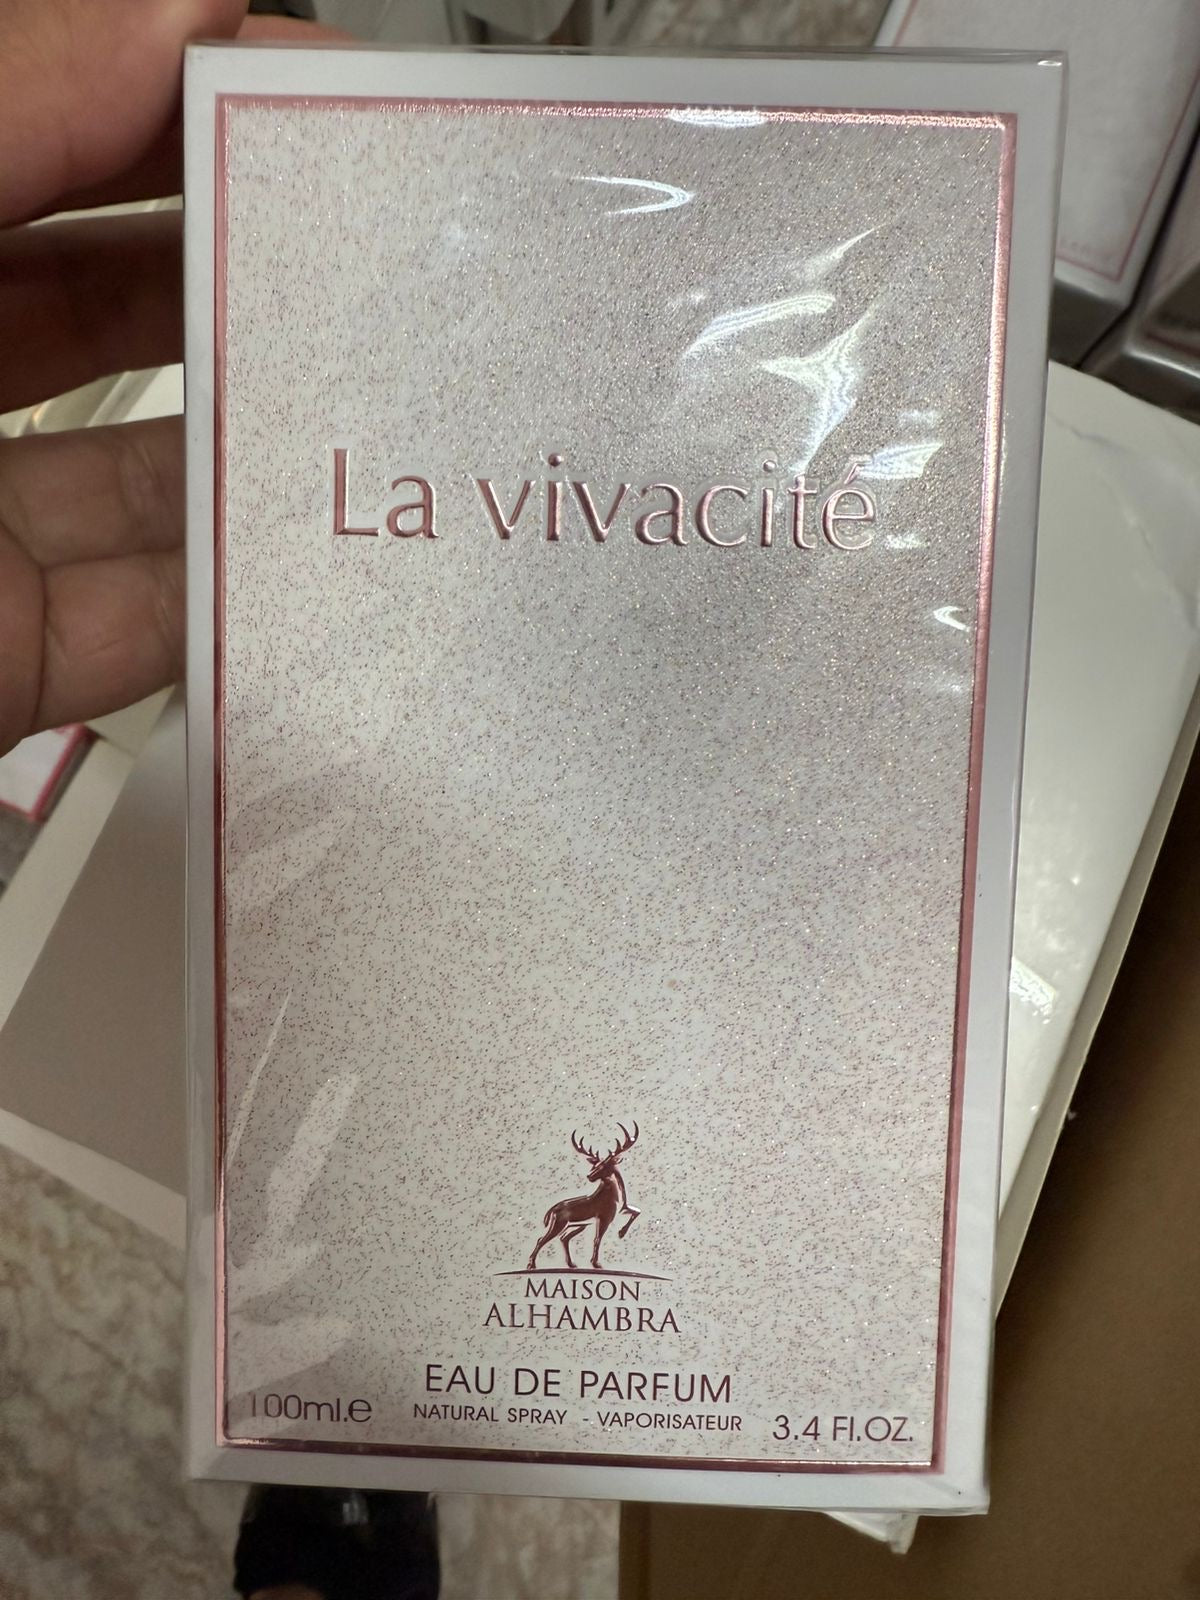 La vivacité
MAISON
ALHAMBRA
EAU DE PARFUM
100ml.e
NATURAL SPRAY - VAPORISATEUR
3.4 Fl.OZ.